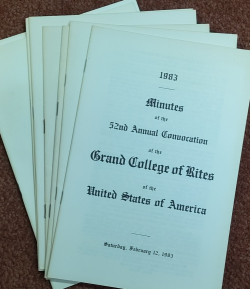 1983
Minutes
of the
52nd Annual Convocation
of the
Grand College of Rites
of the
United States of America
Saturday, February 12, 1983